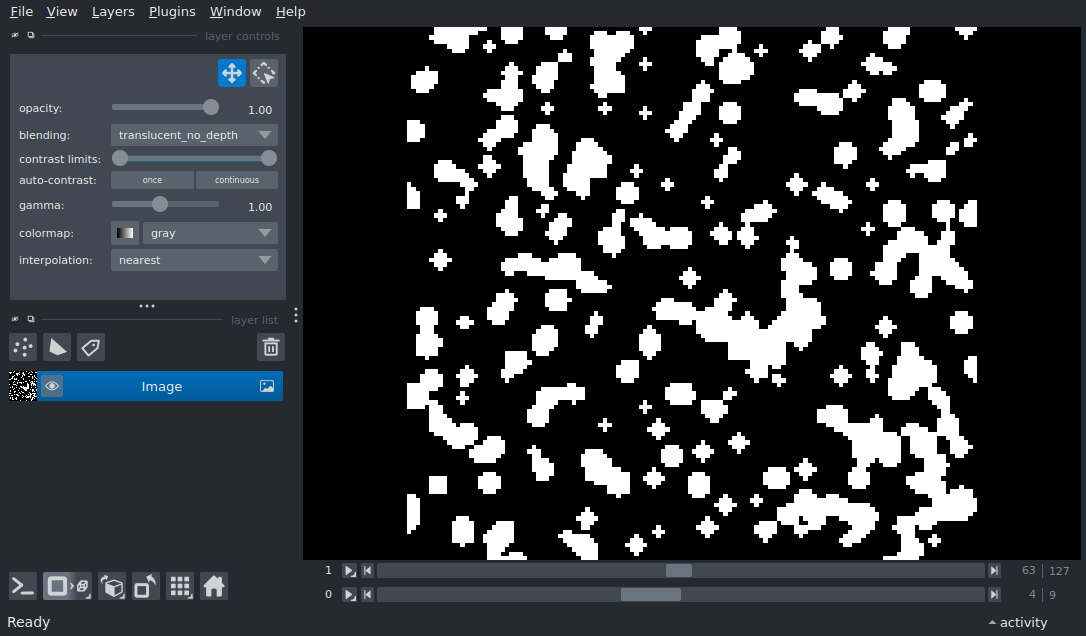 File View Layers Plugins Window Help
layer controls
opacity: 1.00
blending: translucent_no_depth
contrast limits:
auto-contrast: once continuous
gamma: 1.00
colormap: gray
interpolation: nearest
layer list
Image
1 63 127
0 4 9
Ready activity